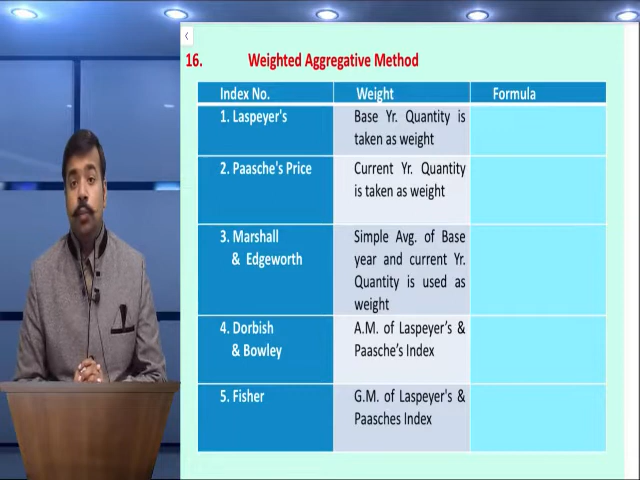 16. Weighted Aggregative Method
Index No. Weight Formula
1. Laspeyer's Base Yr. Quantity is
taken as weight
2. Paasche's Price Current Yr. Quantity
is taken as weight
3. Marshall Simple Avg. of Base
& Edgeworth year and current Yr.
Quantity is used as
weight
4. Dorbish A.M. of Laspeyer’s &
& Bowley Paasche’s Index
5. Fisher G.M. of Laspeyer's &
Paasches Index